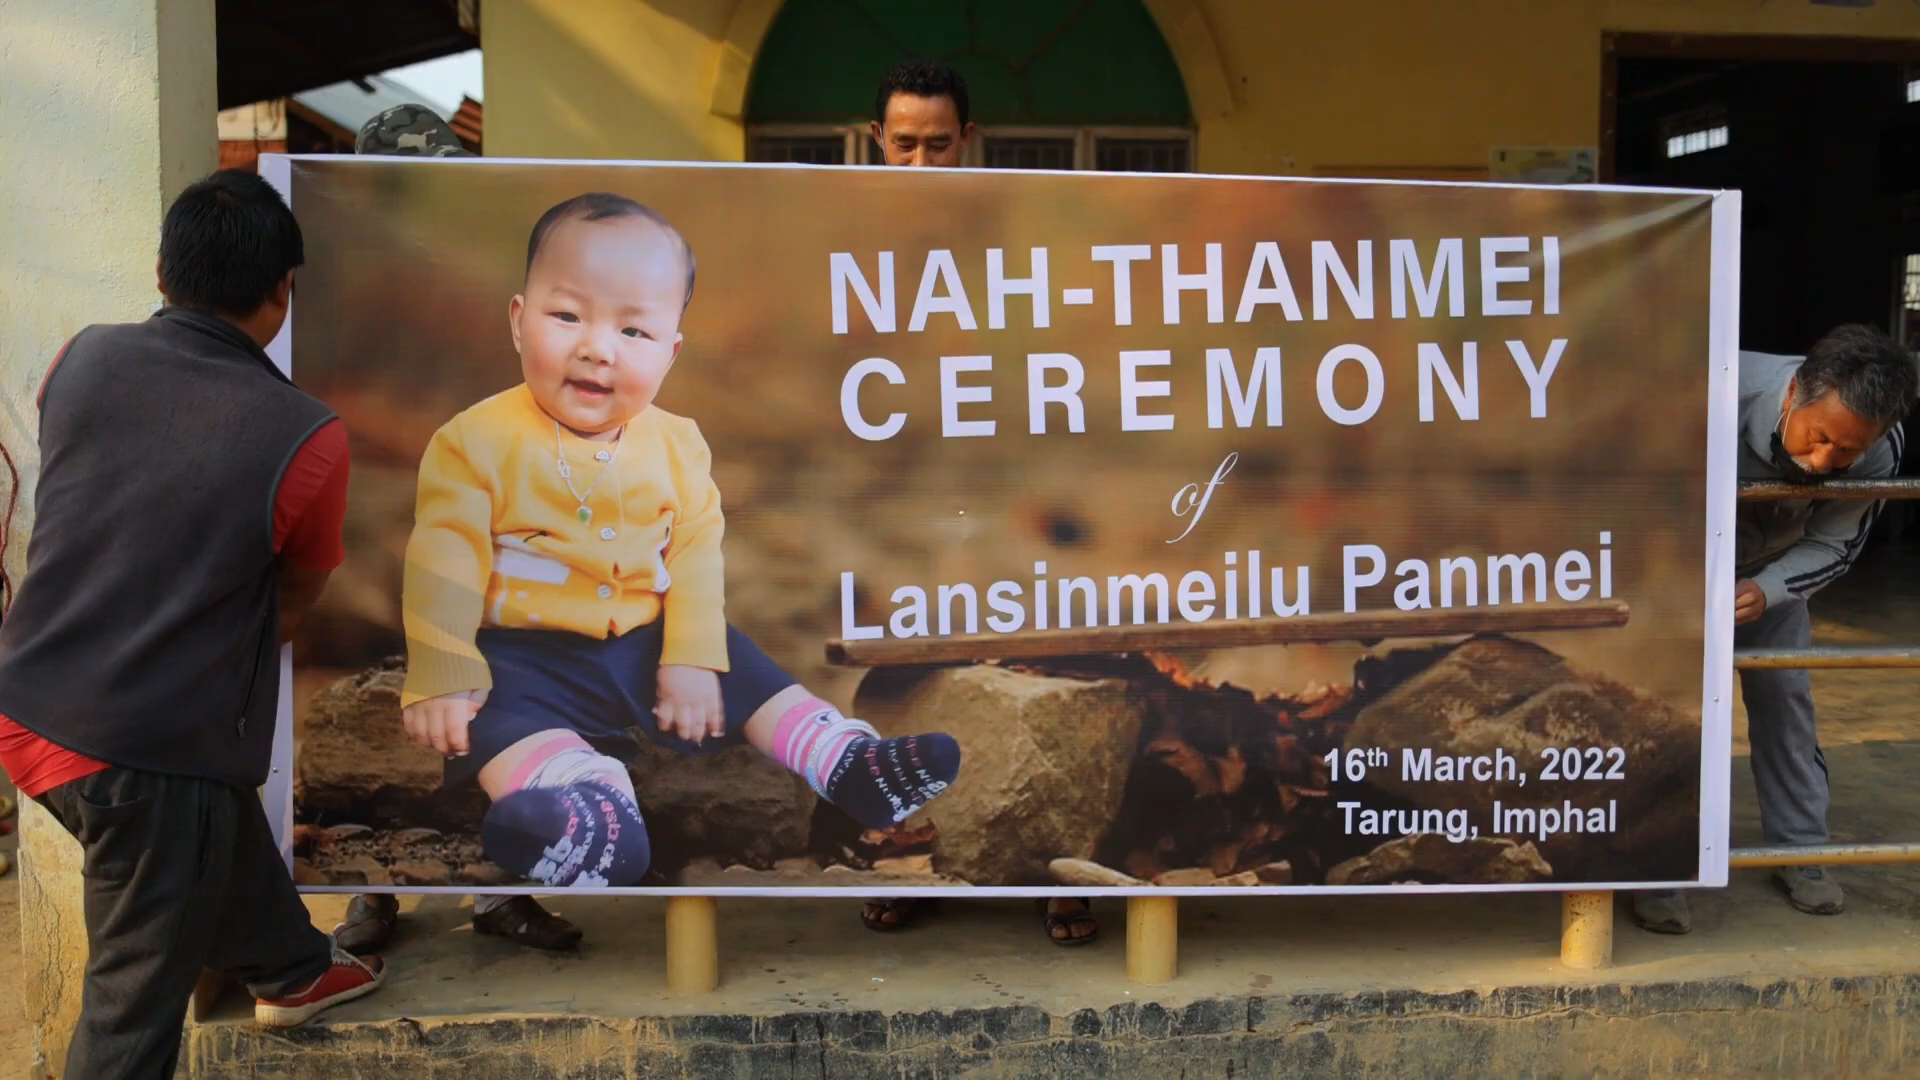 NAH-THANMEI
CEREMONY
of
Lansinmeilu Panmei
16th March, 2022
Tarung, Imphal